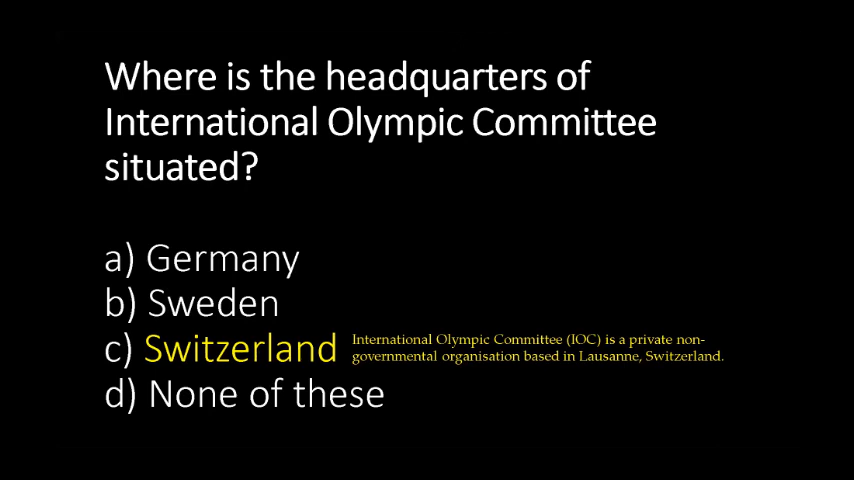 Where is the headquarters of
International Olympic Committee
situated?
a) Germany
b) Sweden
c) Switzerland
International Olympic Committee (IOC) is a private non-
governmental organisation based in Lausanne, Switzerland.
d) None of these